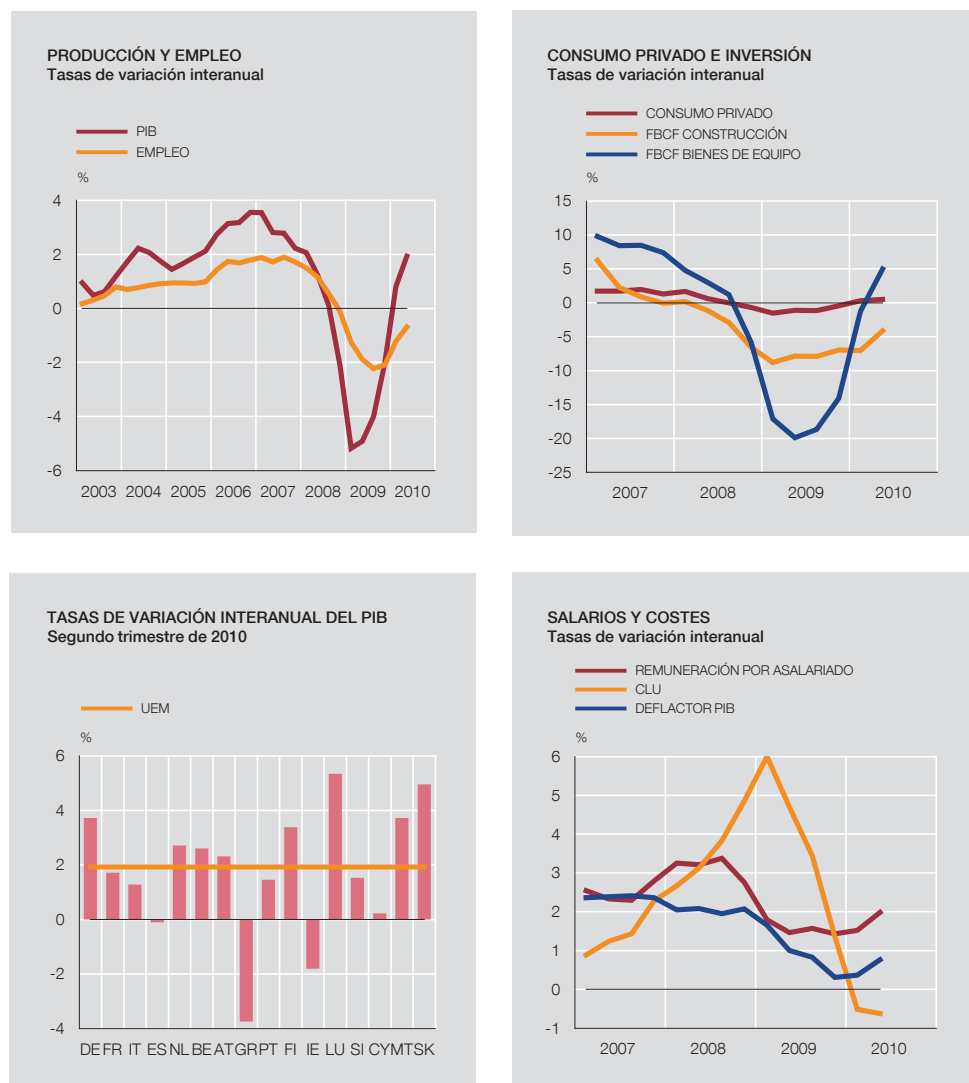 PRODUCCIÓN Y EMPLEO
Tasas de variación interanual
PIB
EMPLEO
%
4
2
0
-2
-4
-6
2003 2004 2005 2006 2007 2008 2009 2010
CONSUMO PRIVADO E INVERSIÓN
Tasas de variación interanual
CONSUMO PRIVADO
FBCF CONSTRUCCIÓN
FBCF BIENES DE EQUIPO
%
15
10
5
0
-5
-10
-15
-20
-25
2007 2008 2009 2010
TASAS DE VARIACIÓN INTERANUAL DEL PIB
Segundo trimestre de 2010
UEM
%
6
4
2
0
-2
-4
DE FR IT ES NL BE AT GR PT FI IE LU SI CY MT SK
SALARIOS Y COSTES
Tasas de variación interanual
REMUNERACIÓN POR ASALARIADO
CLU
DEFLACTOR PIB
%
6
5
4
3
2
1
0
-1
2007 2008 2009 2010